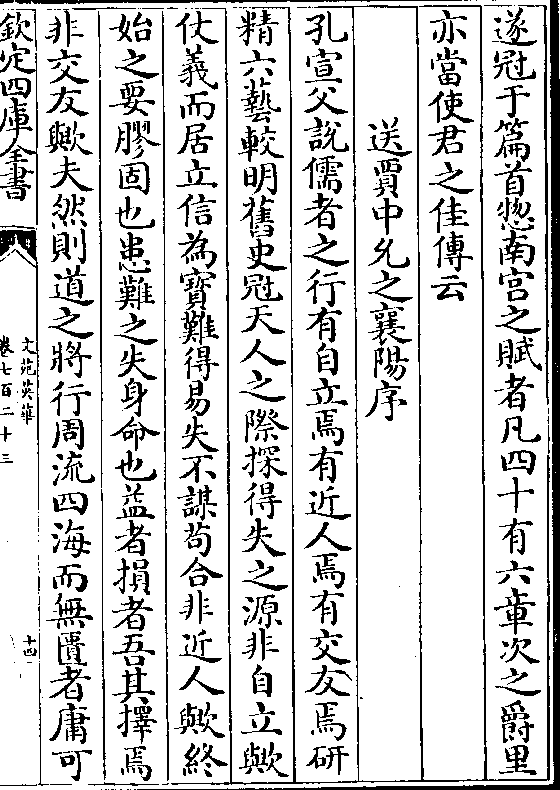 遂冠于篇首惣南宫之賦者凡四十有六章次之爵里
亦當使君之佳傳云
送賈中允之襄陽序
孔宣父說儒者之行有自立焉有近人焉有交友焉研
精六藝較明舊史冠天人之際探得失之源非自立歟
仗義而居立信為寳難得易失不謀苟合非近人歟終
始之要膠固也患難之失身命也益者損者吾其擇焉
非交友歟夫然則道之將行周流四海而無匱者庸可
欽定四庫全書
文苑英華
卷七百二十三
十四